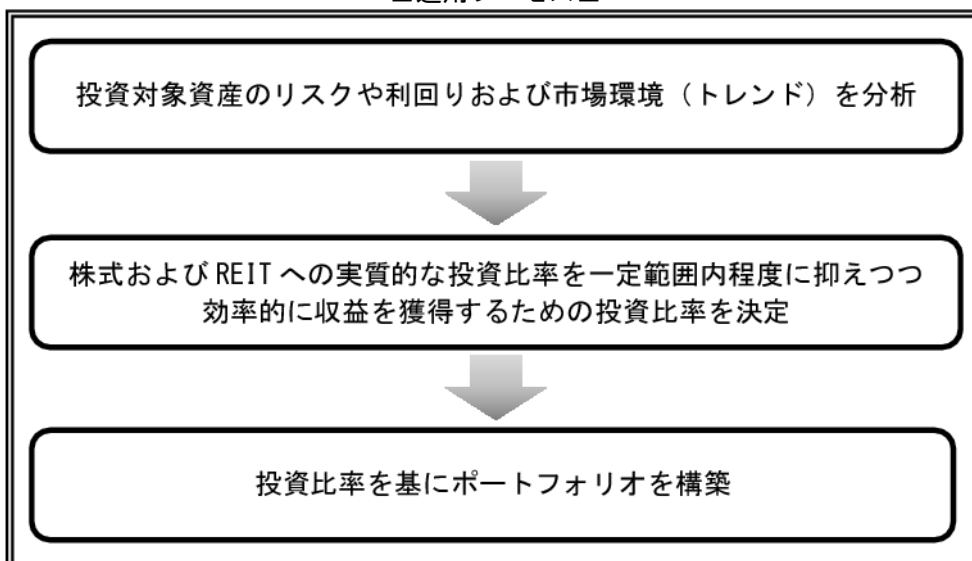 投資対象資産のリスクや利回りおよび市場環境（トレンド）を分析
株式およびREITへの実質的な投資比率を一定範囲内程度に抑えつつ
効率的に収益を獲得するための投資比率を決定
投資比率を基にポートフォリオを構築